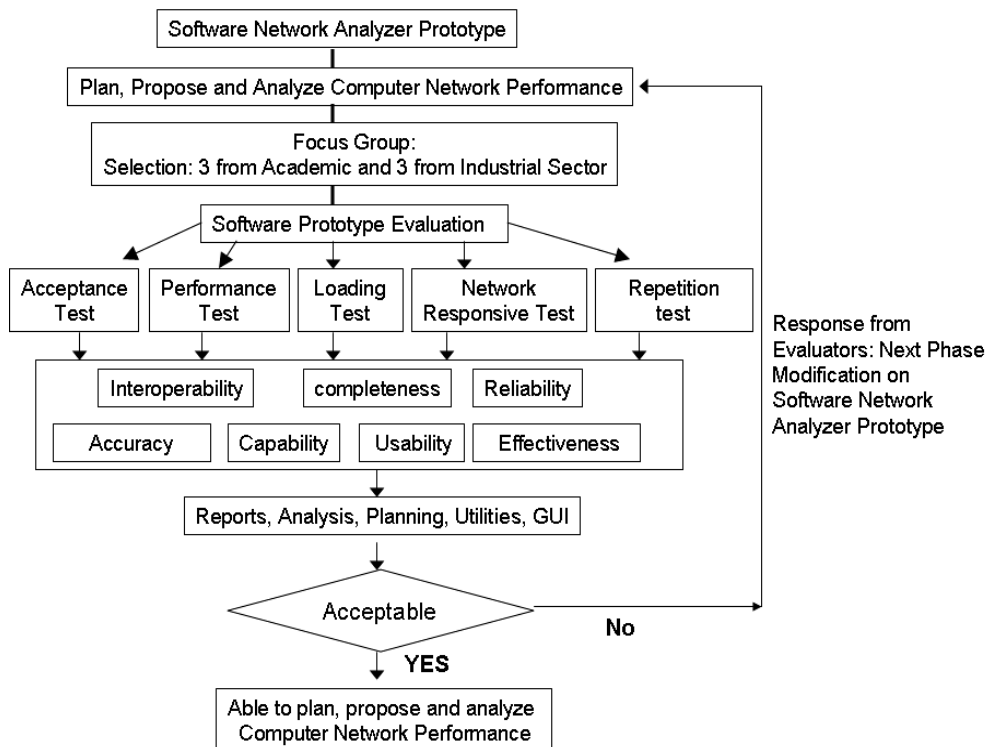 Software Network Analyzer Prototype
Plan, Propose and Analyze Computer Network Performance
Focus Group:
Selection: 3 from Academic and 3 from Industrial Sector
Software Prototype Evaluation
Acceptance
Test
Performance
Test
Loading
Test
Network
Responsive Test
Repetition
test
Response from
Evaluators: Next Phase
Modification on
Software Network
Analyzer Prototype
Interoperability
completeness
Reliability
Accuracy
Capability
Usability
Effectiveness
Reports, Analysis, Planning, Utilities, GUI
Acceptable
No
YES
Able to plan, propose and analyze
Computer Network Performance